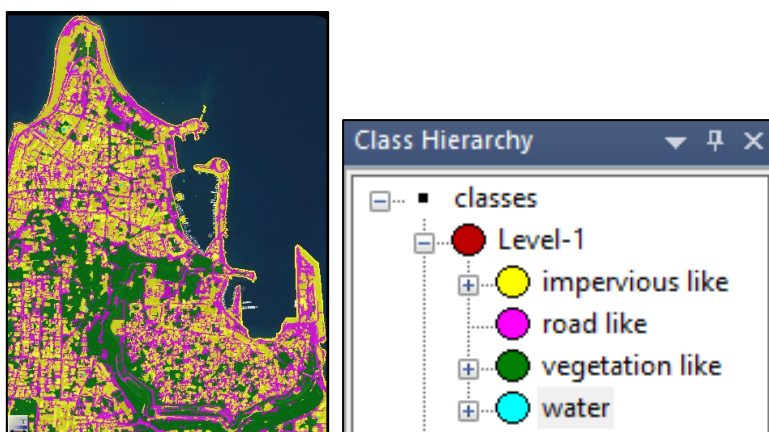 Class Hierarchy
classes
Level-1
impervious like
road like
vegetation like
water